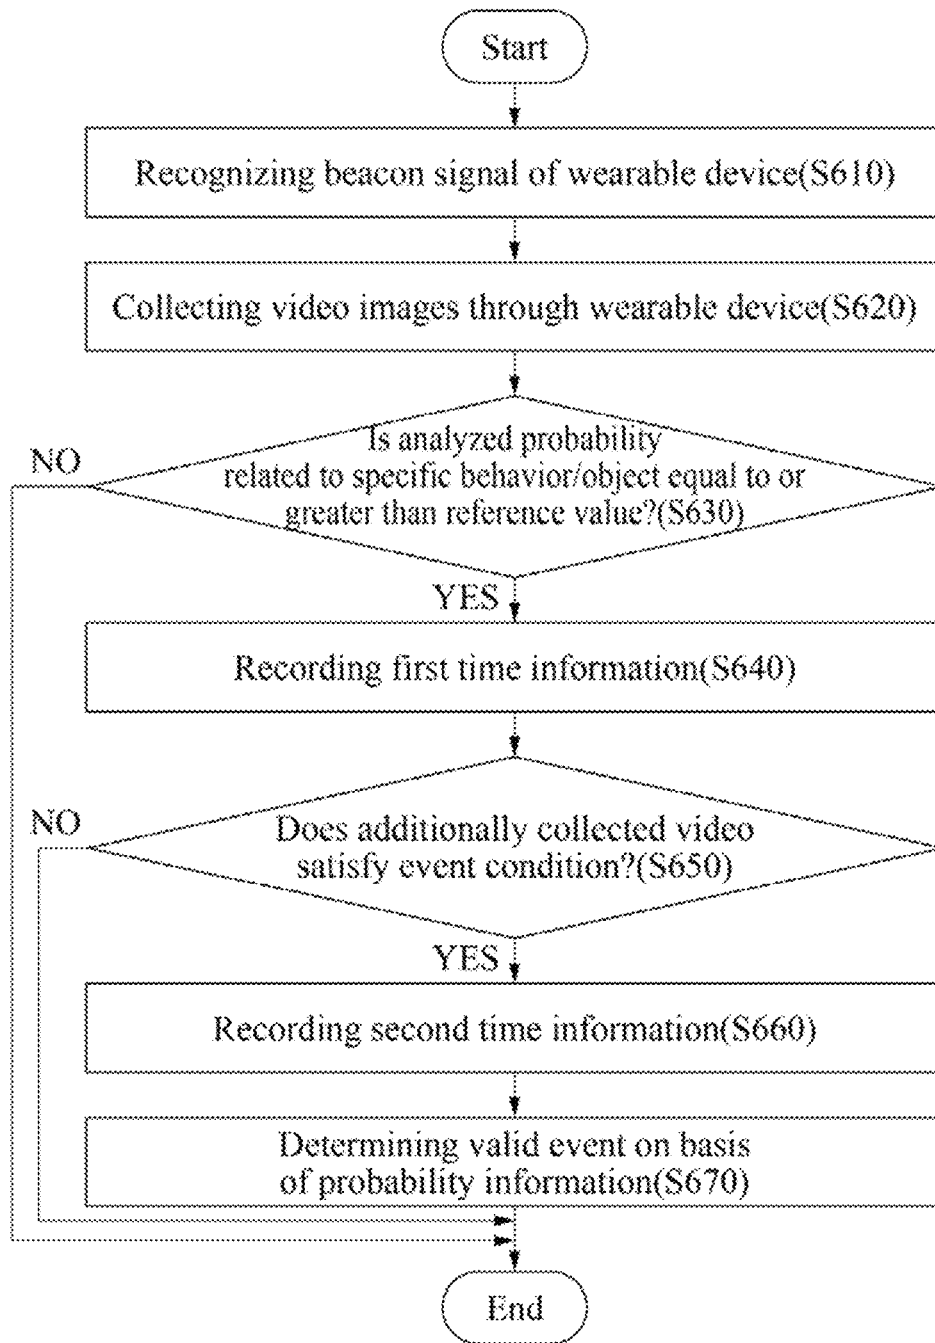 Start
Recognizing beacon signal of wearable device(S610)
Collecting video images through wearable device(S620)
NO
Is analyzed probability
related to specific behavior/object equal to or
greater than reference value?(S630)
YES
Recording first time information(S640)
NO
Does additionally collected video
satisfy event condition?(S650)
YES
Recording second time information(S660)
Determining valid event on basis
of probability information(S670)
End